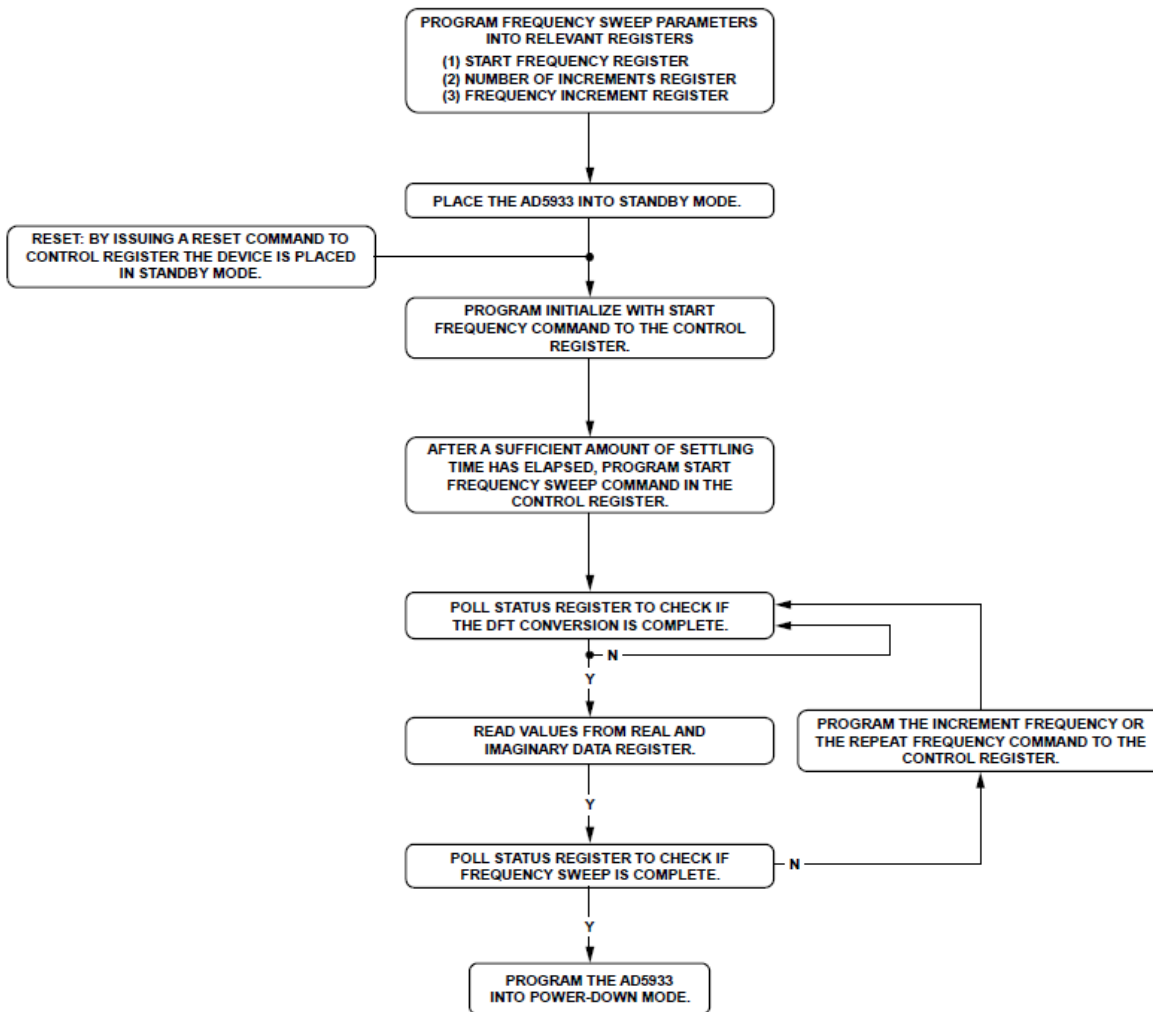 PROGRAM FREQUENCY SWEEP PARAMETERS
INTO RELEVANT REGISTERS
(1) START FREQUENCY REGISTER
(2) NUMBER OF INCREMENTS REGISTER
(3) FREQUENCY INCREMENT REGISTER
PLACE THE AD5933 INTO STANDBY MODE.
RESET: BY ISSUING A RESET COMMAND TO
CONTROL REGISTER THE DEVICE IS PLACED
IN STANDBY MODE.
PROGRAM INITIALIZE WITH START
FREQUENCY COMMAND TO THE CONTROL
REGISTER.
AFTER A SUFFICIENT AMOUNT OF SETTLING
TIME HAS ELAPSED, PROGRAM START
FREQUENCY SWEEP COMMAND IN THE
CONTROL REGISTER.
POLL STATUS REGISTER TO CHECK IF
THE DFT CONVERSION IS COMPLETE.
N
Y
READ VALUES FROM REAL AND
IMAGINARY DATA REGISTER.
PROGRAM THE INCREMENT FREQUENCY OR
THE REPEAT FREQUENCY COMMAND TO THE
CONTROL REGISTER.
Y
POLL STATUS REGISTER TO CHECK IF
FREQUENCY SWEEP IS COMPLETE.
N
Y
PROGRAM THE AD5933
INTO POWER-DOWN MODE.